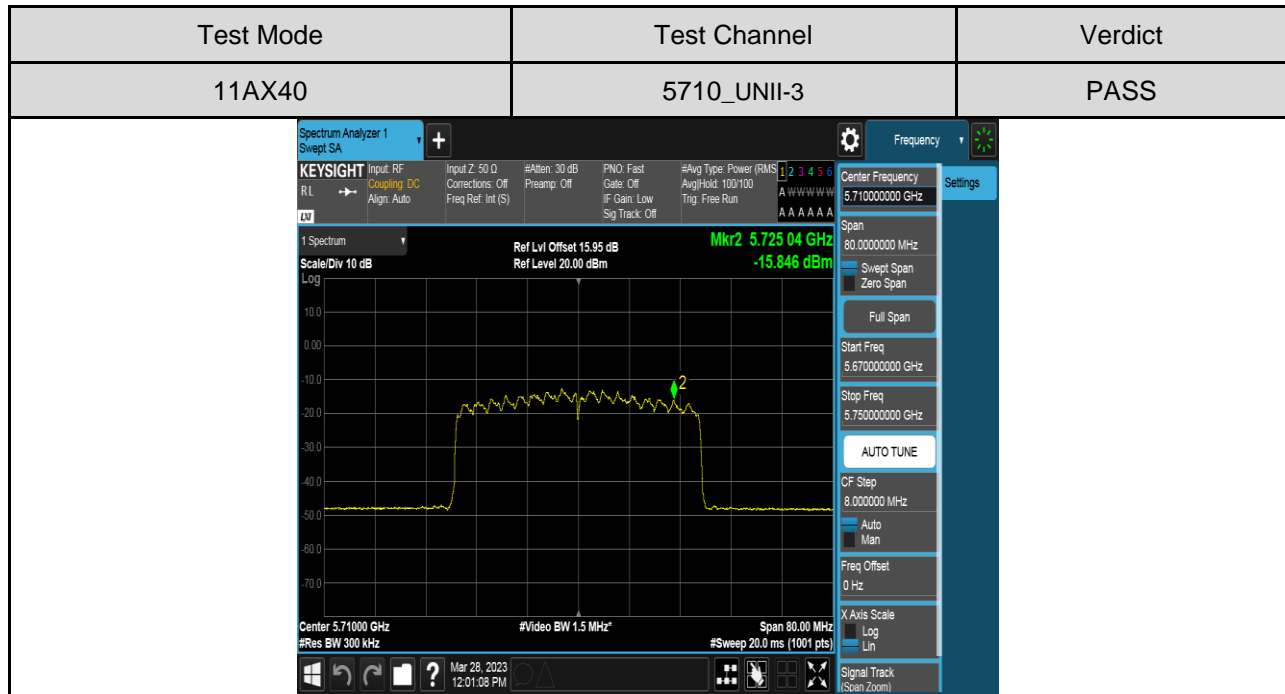 Test Mode Test Channel Verdict
11AX40 5710_UNII-3 PASS
Spectrum Analyzer 1
Swept SA
+
Frequency
KEYSIGHT Input: RF Input Z: 50 Ω #Atten: 30 dB PNO: Fast #Avg Type: Power (RMS 1 2 3 4 5 6
RL Coupling: DC Corrections: Off Preamp: Off Gate: Off Avg|Hold: 100/100 A W W W W W
Align: Auto Freq Ref: Int (S) IF Gain: Low Trig: Free Run
LXI Sig Track: Off A A A A A A
1 Spectrum
Ref Lvl Offset 15.95 dB Mkr2 5.725 04 GHz
Scale/Div 10 dB Ref Level 20.00 dBm -15.846 dBm
Log
10.0
0.00
-10.0
2
-20.0
-30.0
-40.0
-50.0
-60.0
-70.0
Center 5.71000 GHz #Video BW 1.5 MHz* Span 80.00 MHz
#Res BW 300 kHz #Sweep 20.0 ms (1001 pts)
? Mar 28, 2023
12:01:08 PM
Center Frequency
5.710000000 GHz
Settings
Span
80.0000000 MHz
Swept Span
Zero Span
Full Span
Start Freq
5.670000000 GHz
Stop Freq
5.750000000 GHz
AUTO TUNE
CF Step
8.000000 MHz
Auto
Man
Freq Offset
0 Hz
X Axis Scale
Log
Lin
Signal Track
(Span Zoom)